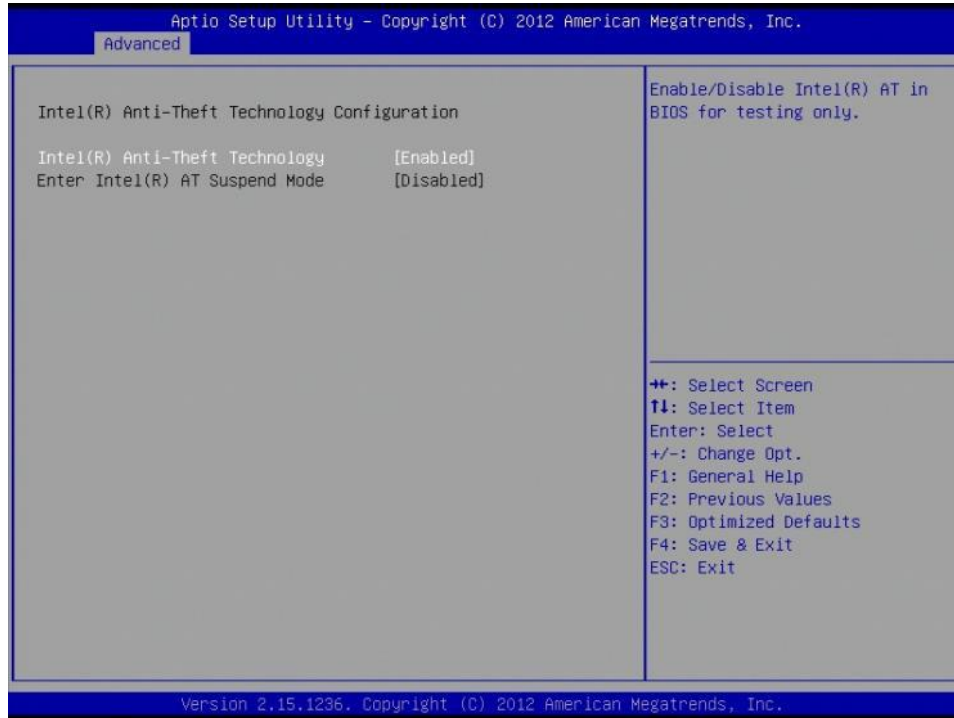 Aptio Setup Utility – Copyright (C) 2012 American Megatrends, Inc.
Advanced
Intel(R) Anti-Theft Technology Configuration
Intel(R) Anti-Theft Technology [Enabled]
Enter Intel(R) AT Suspend Mode [Disabled]
Enable/Disable Intel(R) AT in
BIOS for testing only.
→←: Select Screen
↑↓: Select Item
Enter: Select
+/-: Change Opt.
F1: General Help
F2: Previous Values
F3: Optimized Defaults
F4: Save & Exit
ESC: Exit
Version 2.15.1236. Copyright (C) 2012 American Megatrends, Inc.